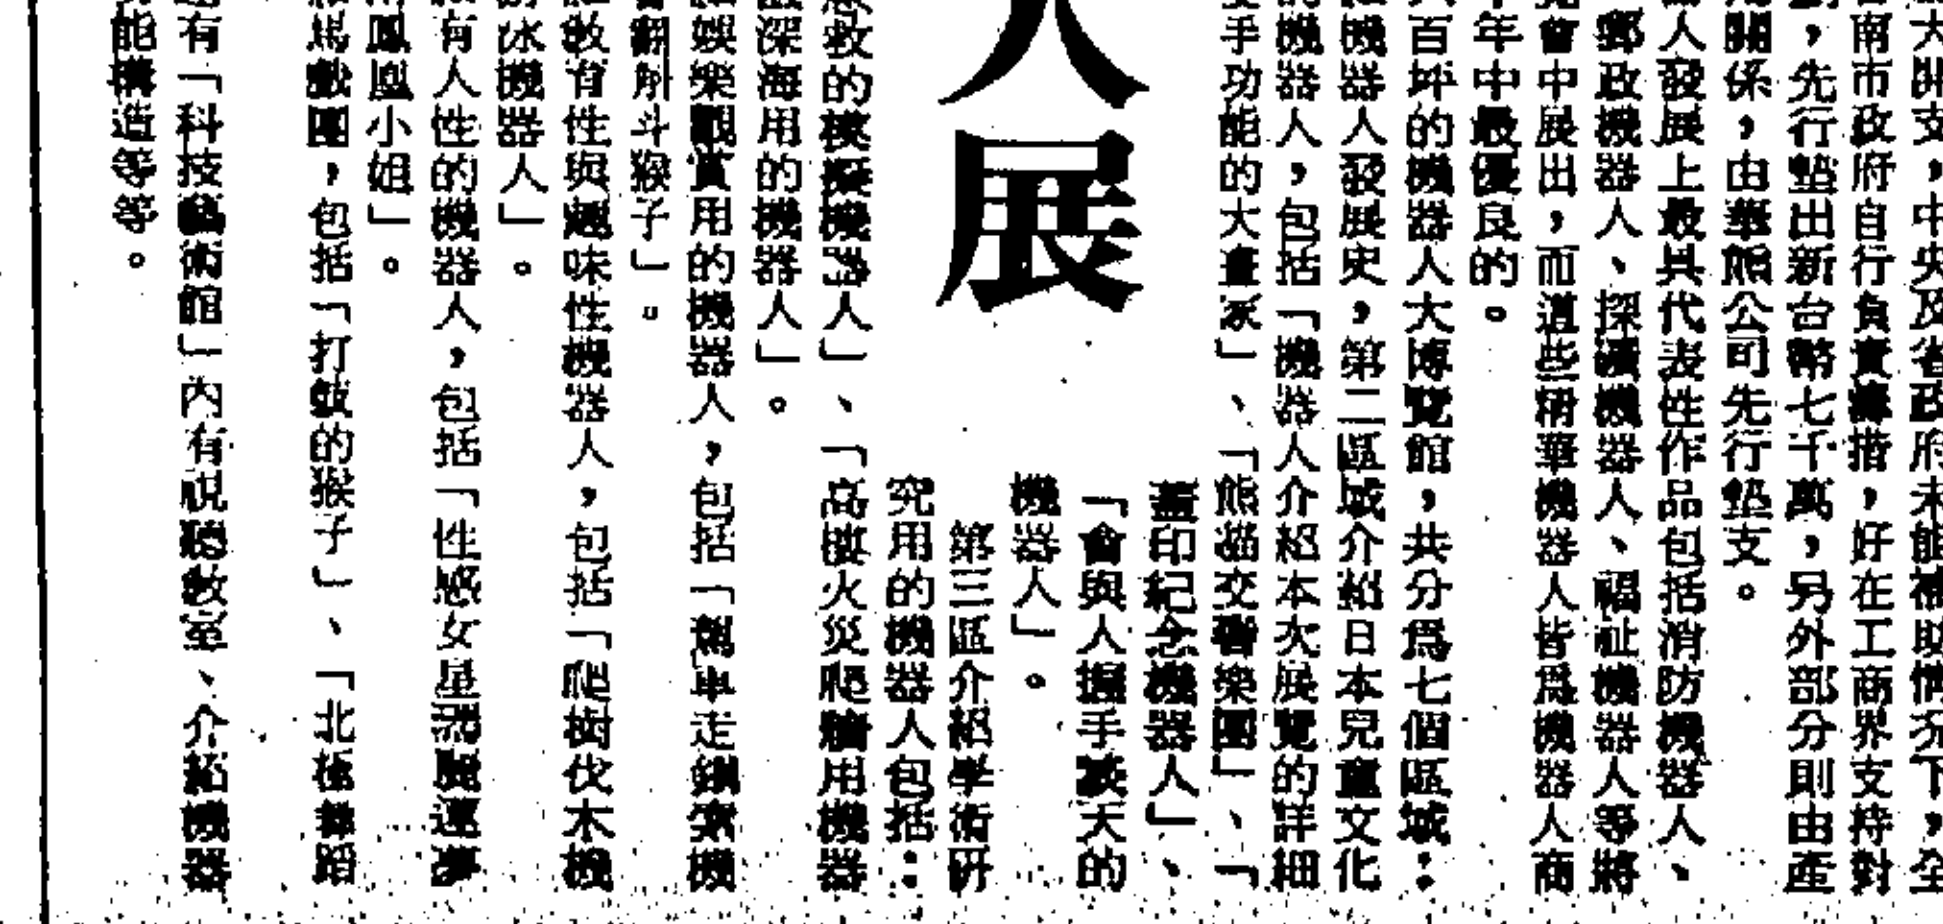 大開支，中央及省政府未能補助情況下，全
南市政府自行負責籌措，好在工商界支持對
，先行墊出新台幣七千萬，另外部分則由產
關係，由華熊公司先行墊支。
人發展上最具代表性作品包括消防機器人、
郵政機器人、探礦機器人、福祉機器人等將
會中展出，而這些精華機器人皆爲機器人商
年中最優良的。
百坪的機器人大博覽館，共分爲七個區域：
機器人發展史，第二區域介紹日本兒童文化
機器人，包括「機器人介紹本次展覽的詳細
手功能的大畫家」、「熊貓交響樂團」、「
蓋印紀念機器人」、
「會與人握手談天的
機器人」。
人展
第三區介紹學術研
究用的機器人包括：
急救的模擬機器人」、「高樓火災爬牆用機器
深海用的機器人」。
娛樂觀賞用的機器人，包括「駕車走鋼索機
翻斛斗猴子」。
教育性與趣味性機器人，包括「爬樹伐木機
冰機器人」。
有人性的機器人，包括「性感女星瑪麗蓮夢
鳳凰小姐」。
馬戲團，包括「打鼓的猴子」、「北極舞蹈
有「科技藝術館」內有視聽教室、介紹機器
能構造等等。